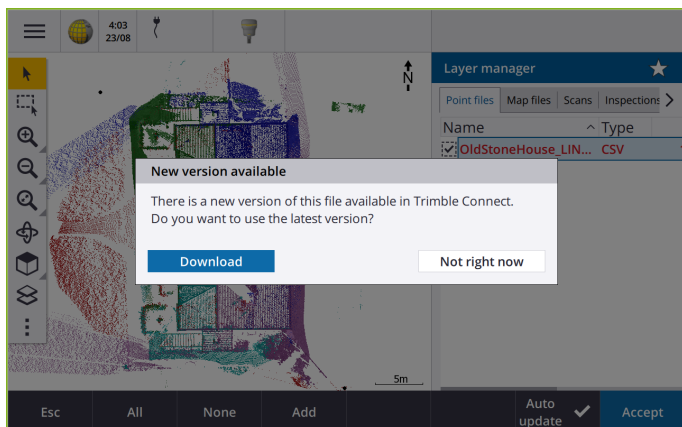 4:03
23/08
N
Layer manager
Point files Map files Scans Inspections
Name Type
OldStoneHouse_LIN... CSV
New version available
There is a new version of this file available in Trimble Connect.
Do you want to use the latest version?
Download Not right now
5m
Esc All None Add Auto update Accept